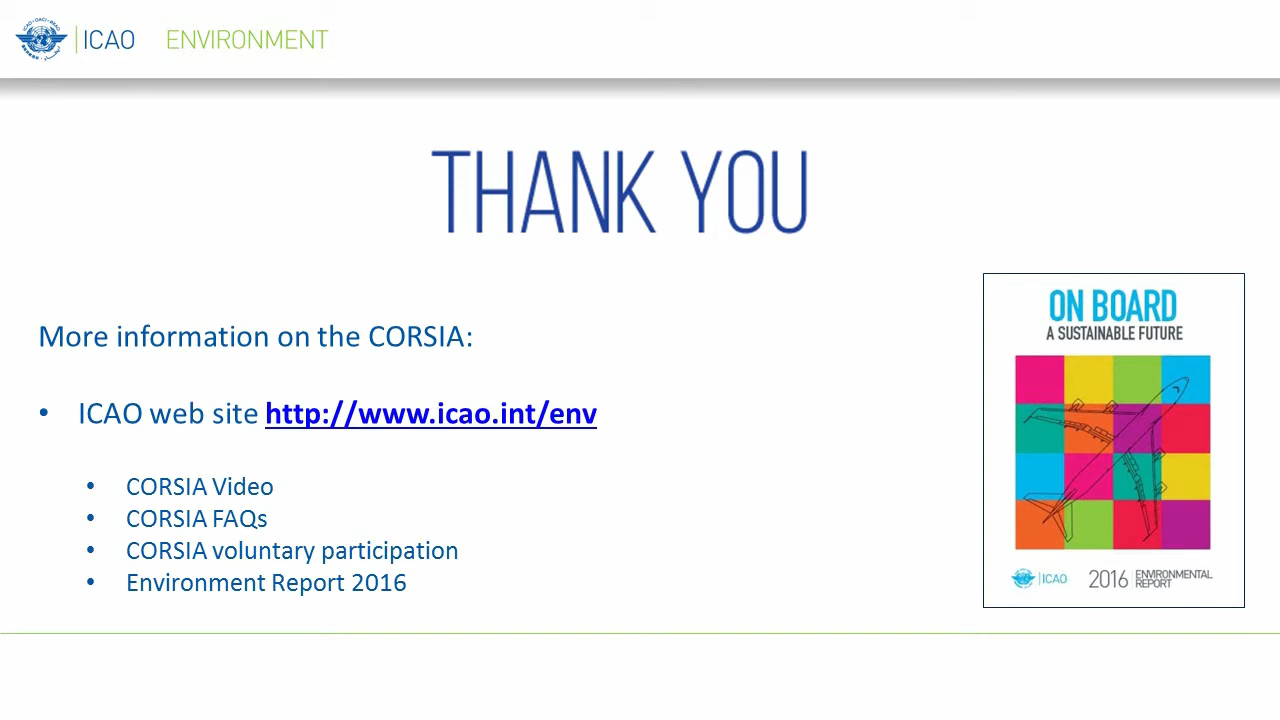 ICAO ENVIRONMENT
THANK YOU
More information on the CORSIA:
• ICAO web site http://www.icao.int/env
• CORSIA Video
• CORSIA FAQs
• CORSIA voluntary participation
• Environment Report 2016
ON BOARD
A SUSTAINABLE FUTURE
ICAO 2016 ENVIRONMENTAL
REPORT